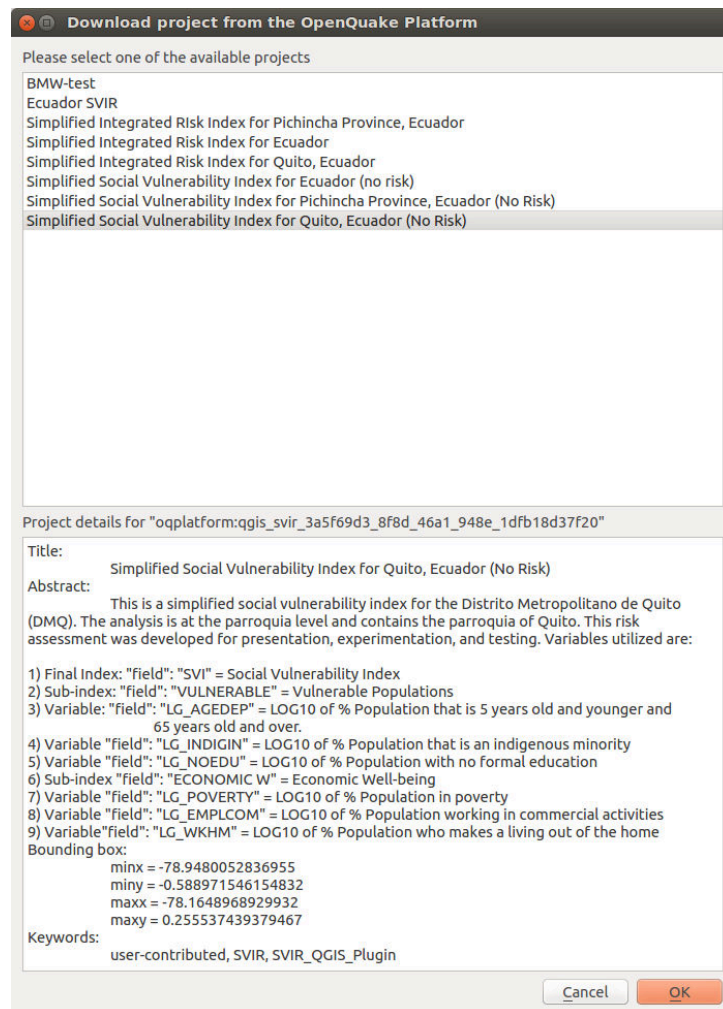 Download project from the OpenQuake Platform
Please select one of the available projects
BMW-test
Ecuador SVIR
Simplified Integrated RIsk Index for Pichincha Province, Ecuador
Simplified Integrated Risk Index for Ecuador
Simplified Integrated Risk Index for Quito, Ecuador
Simplified Social Vulnerability Index for Ecuador (no risk)
Simplified Social Vulnerability Index for Pichincha Province, Ecuador (No Risk)
Simplified Social Vulnerability Index for Quito, Ecuador (No Risk)
Project details for "oqplatform:qgis_svir_3a5f69d3_8f8d_46a1_948e_1dfb18d37f20"
Title:
Simplified Social Vulnerability Index for Quito, Ecuador (No Risk)
Abstract:
This is a simplified social vulnerability index for the Distrito Metropolitano de Quito
(DMQ). The analysis is at the parroquia level and contains the parroquia of Quito. This risk
assessment was developed for presentation, experimentation, and testing. Variables utilized are:
1) Final Index: "field": "SVI" = Social Vulnerability Index
2) Sub-index: "field": "VULNERABLE" = Vulnerable Populations
3) Variable: "field": "LG_AGEDEP" = LOG10 of % Population that is 5 years old and younger and
65 years old and over.
4) Variable "field": "LG_INDIGIN" = LOG10 of % Population that is an indigenous minority
5) Variable "field": "LG_NOEDU" = LOG10 of % Population with no formal education
6) Sub-index "field": "ECONOMIC W" = Economic Well-being
7) Variable "field": "LG_POVERTY" = LOG10 of % Population in poverty
8) Variable "field": "LG_EMPLCOM" = LOG10 of % Population working in commercial activities
9) Variable"field": "LG_WKHM" = LOG10 of % Population who makes a living out of the home
Bounding box:
minx = -78.9480052836955
miny = -0.588971546154832
maxx = -78.1648968929932
maxy = 0.255537439379467
Keywords:
user-contributed, SVIR, SVIR_QGIS_Plugin
Cancel OK